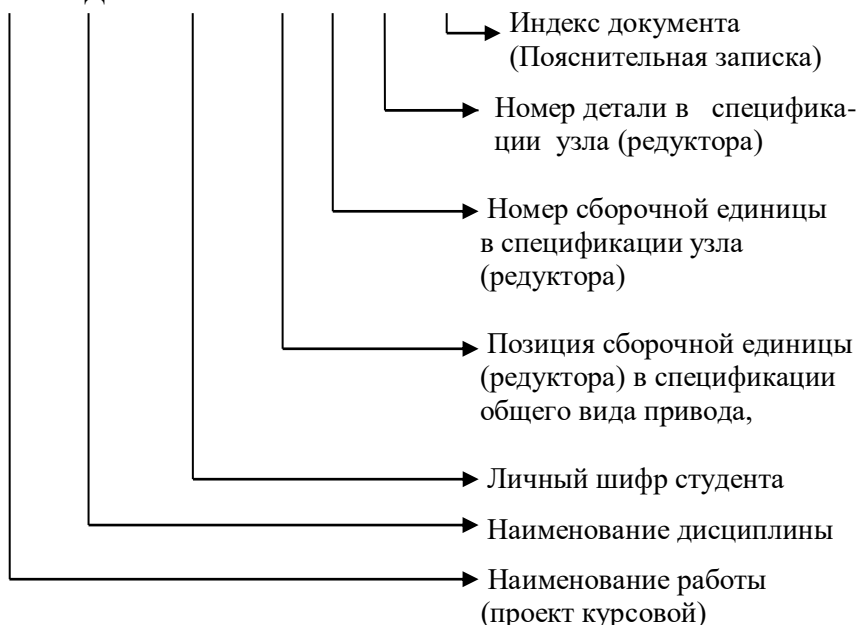 Индекс документа
(Пояснительная записка)
Номер детали в спецификa-
ции узла (редуктора)
Номер сборочной единицы
в спецификации узла
(редуктора)
Позиция сборочной единицы
(редуктора) в спецификации
общего вида привода,
Личный шифр студента
Наименование дисциплины
Наименование работы
(проект курсовой)